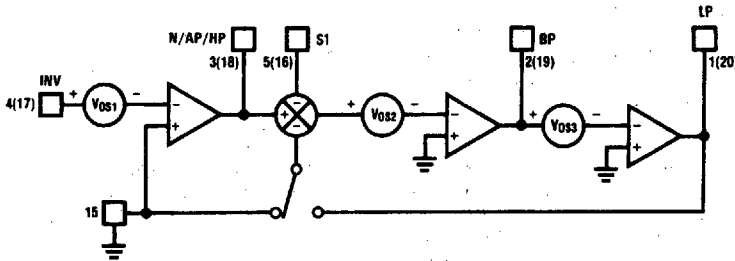 LP
N/AP/HP
S1
BP
3(18)
5(16)
2(19)
1(20)
INV
4(17)
+ VOS1 −
−
+
+ − −
+ VOS2 −
−
+
+ VOS3 −
−
+
15